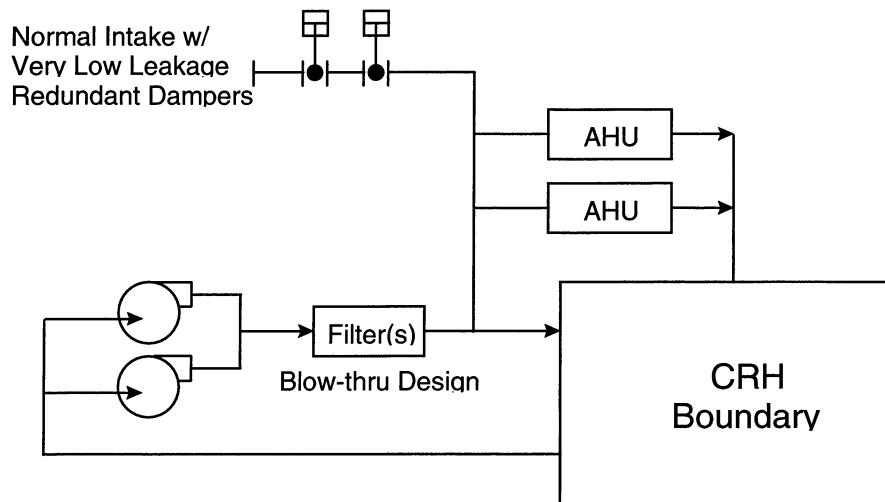 Normal Intake w/
Very Low Leakage
Redundant Dampers
AHU
AHU
Filter(s)
Blow-thru Design
CRH
Boundary